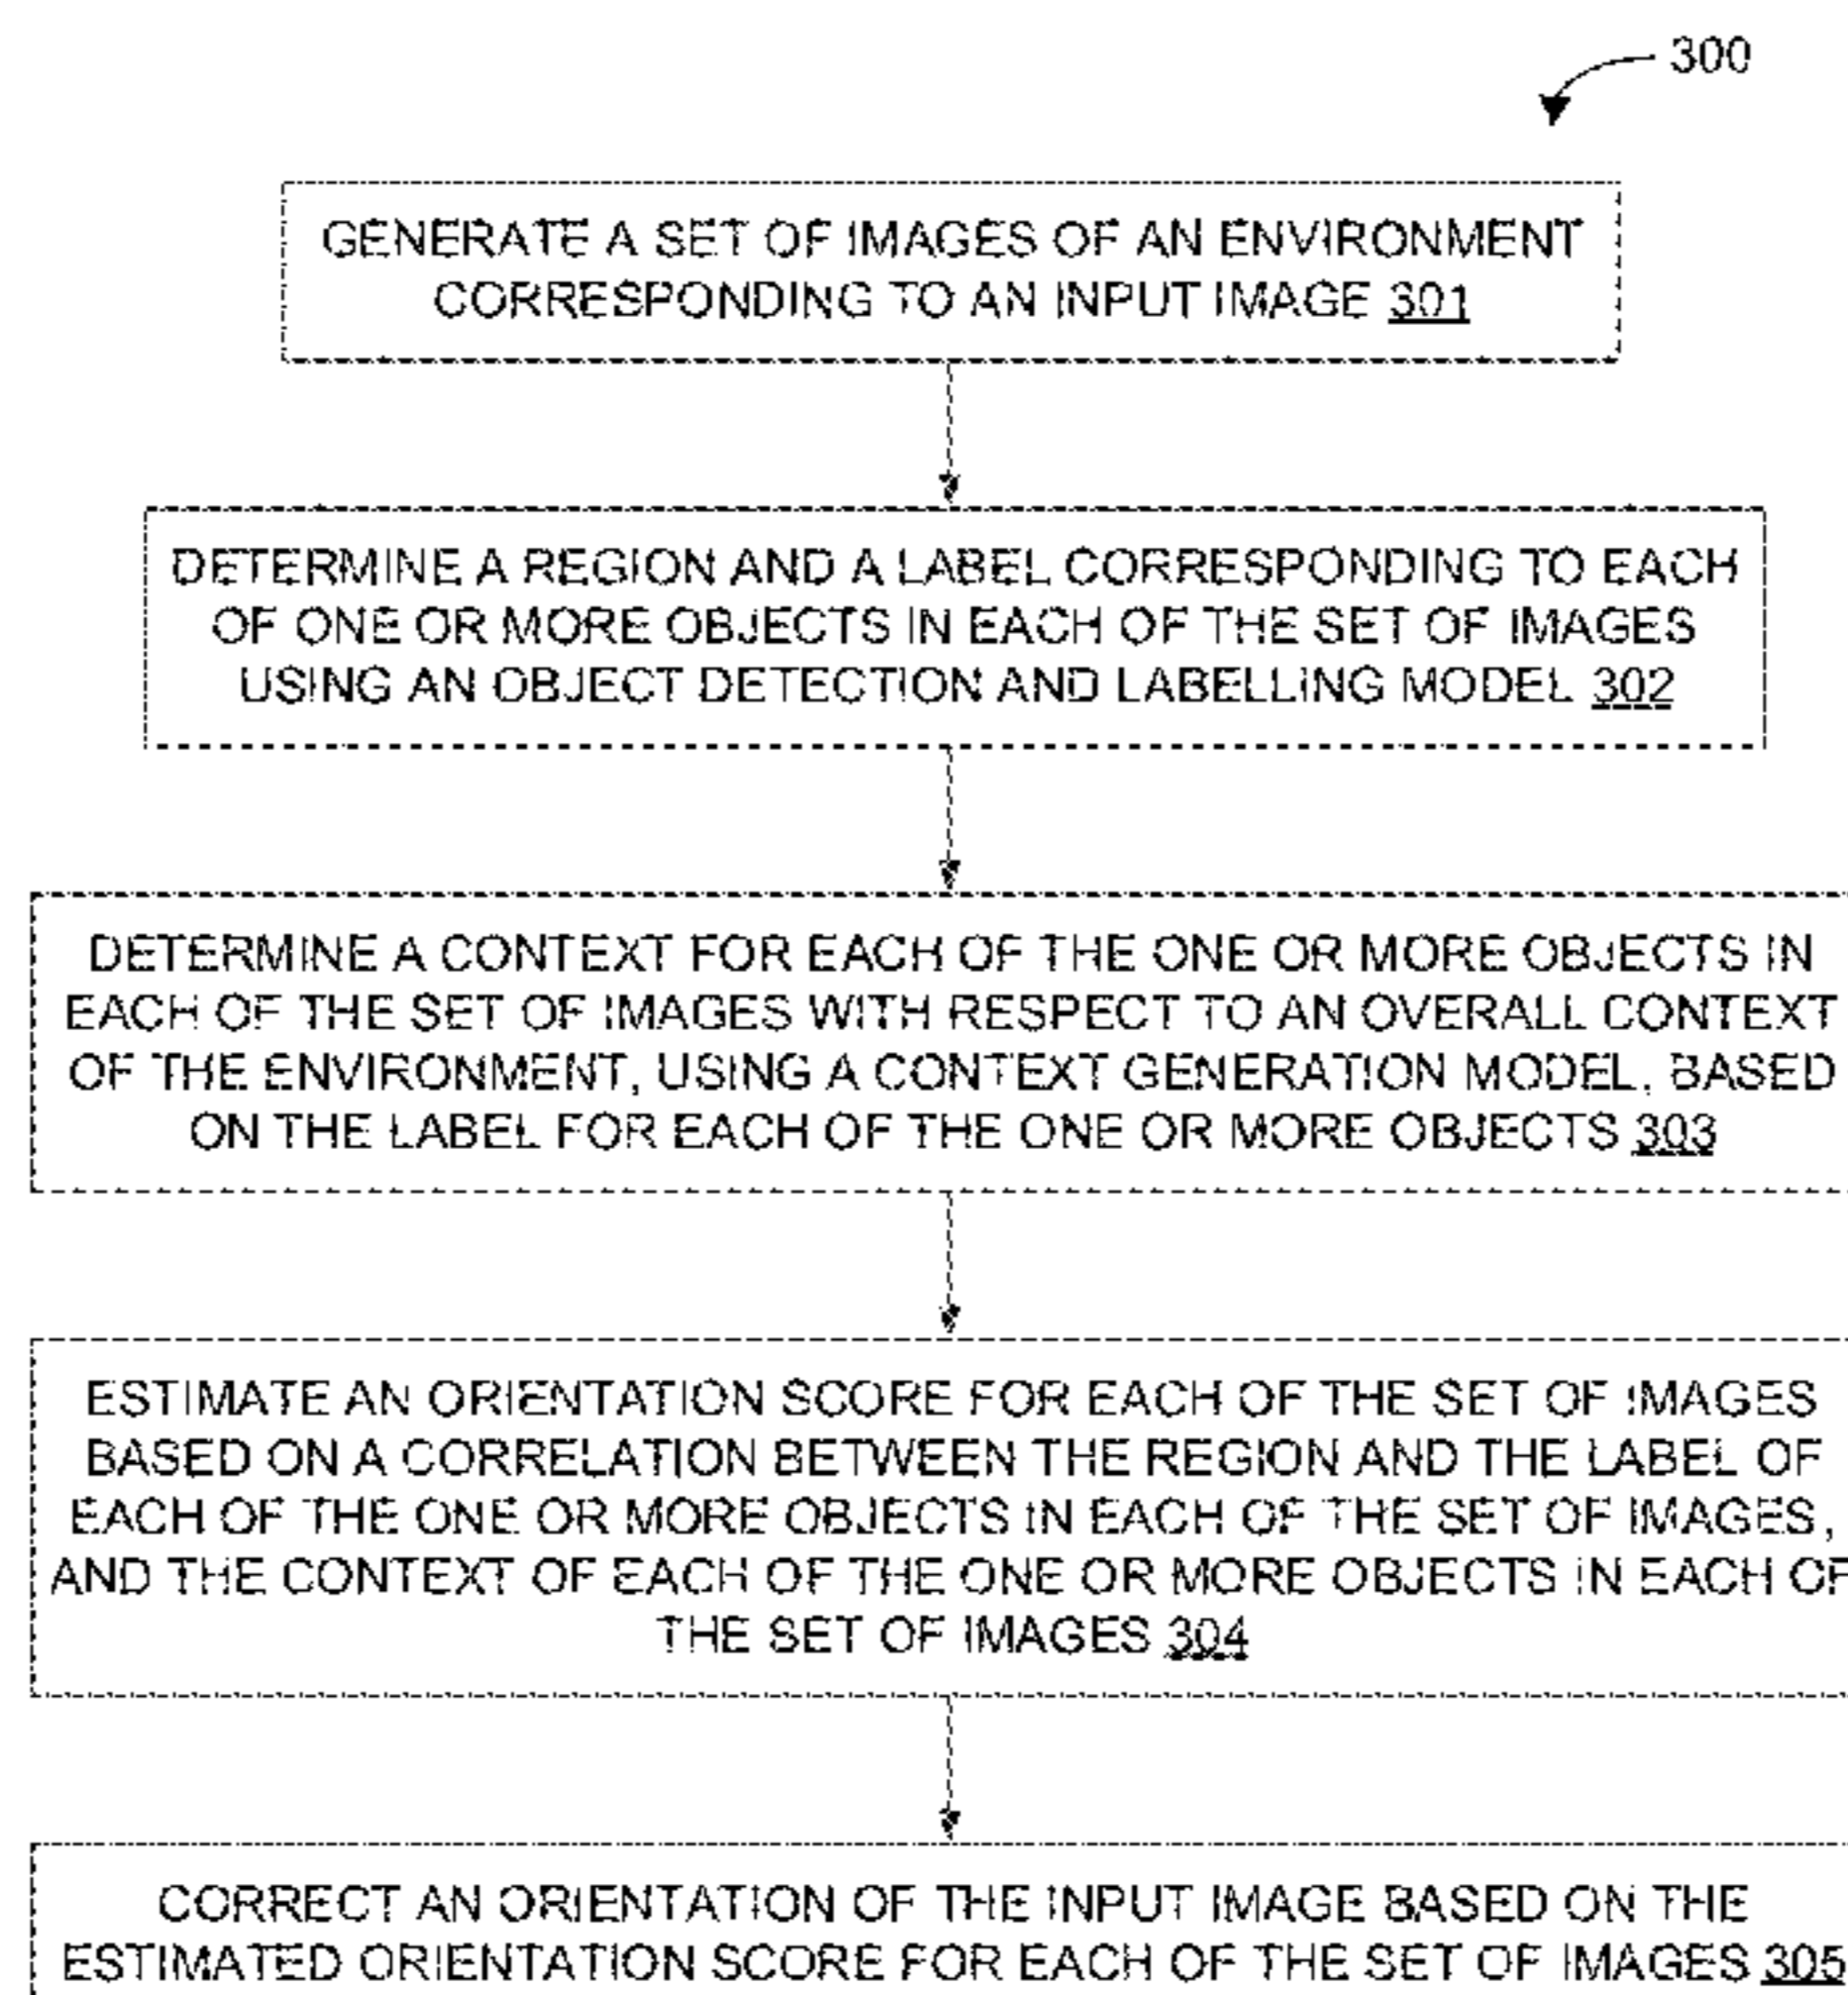 300
GENERATE A SET OF IMAGES OF AN ENVIRONMENT
CORRESPONDING TO AN INPUT IMAGE 301
DETERMINE A REGION AND A LABEL CORRESPONDING TO EACH
OF ONE OR MORE OBJECTS IN EACH OF THE SET OF IMAGES
USING AN OBJECT DETECTION AND LABELLING MODEL 302
DETERMINE A CONTEXT FOR EACH OF THE ONE OR MORE OBJECTS IN
EACH OF THE SET OF IMAGES WITH RESPECT TO AN OVERALL CONTEXT
OF THE ENVIRONMENT, USING A CONTEXT GENERATION MODEL, BASED
ON THE LABEL FOR EACH OF THE ONE OR MORE OBJECTS 303
ESTIMATE AN ORIENTATION SCORE FOR EACH OF THE SET OF IMAGES
BASED ON A CORRELATION BETWEEN THE REGION AND THE LABEL OF
EACH OF THE ONE OR MORE OBJECTS IN EACH OF THE SET OF IMAGES,
AND THE CONTEXT OF EACH OF THE ONE OR MORE OBJECTS IN EACH OF
THE SET OF IMAGES 304
CORRECT AN ORIENTATION OF THE INPUT IMAGE BASED ON THE
ESTIMATED ORIENTATION SCORE FOR EACH OF THE SET OF IMAGES 305